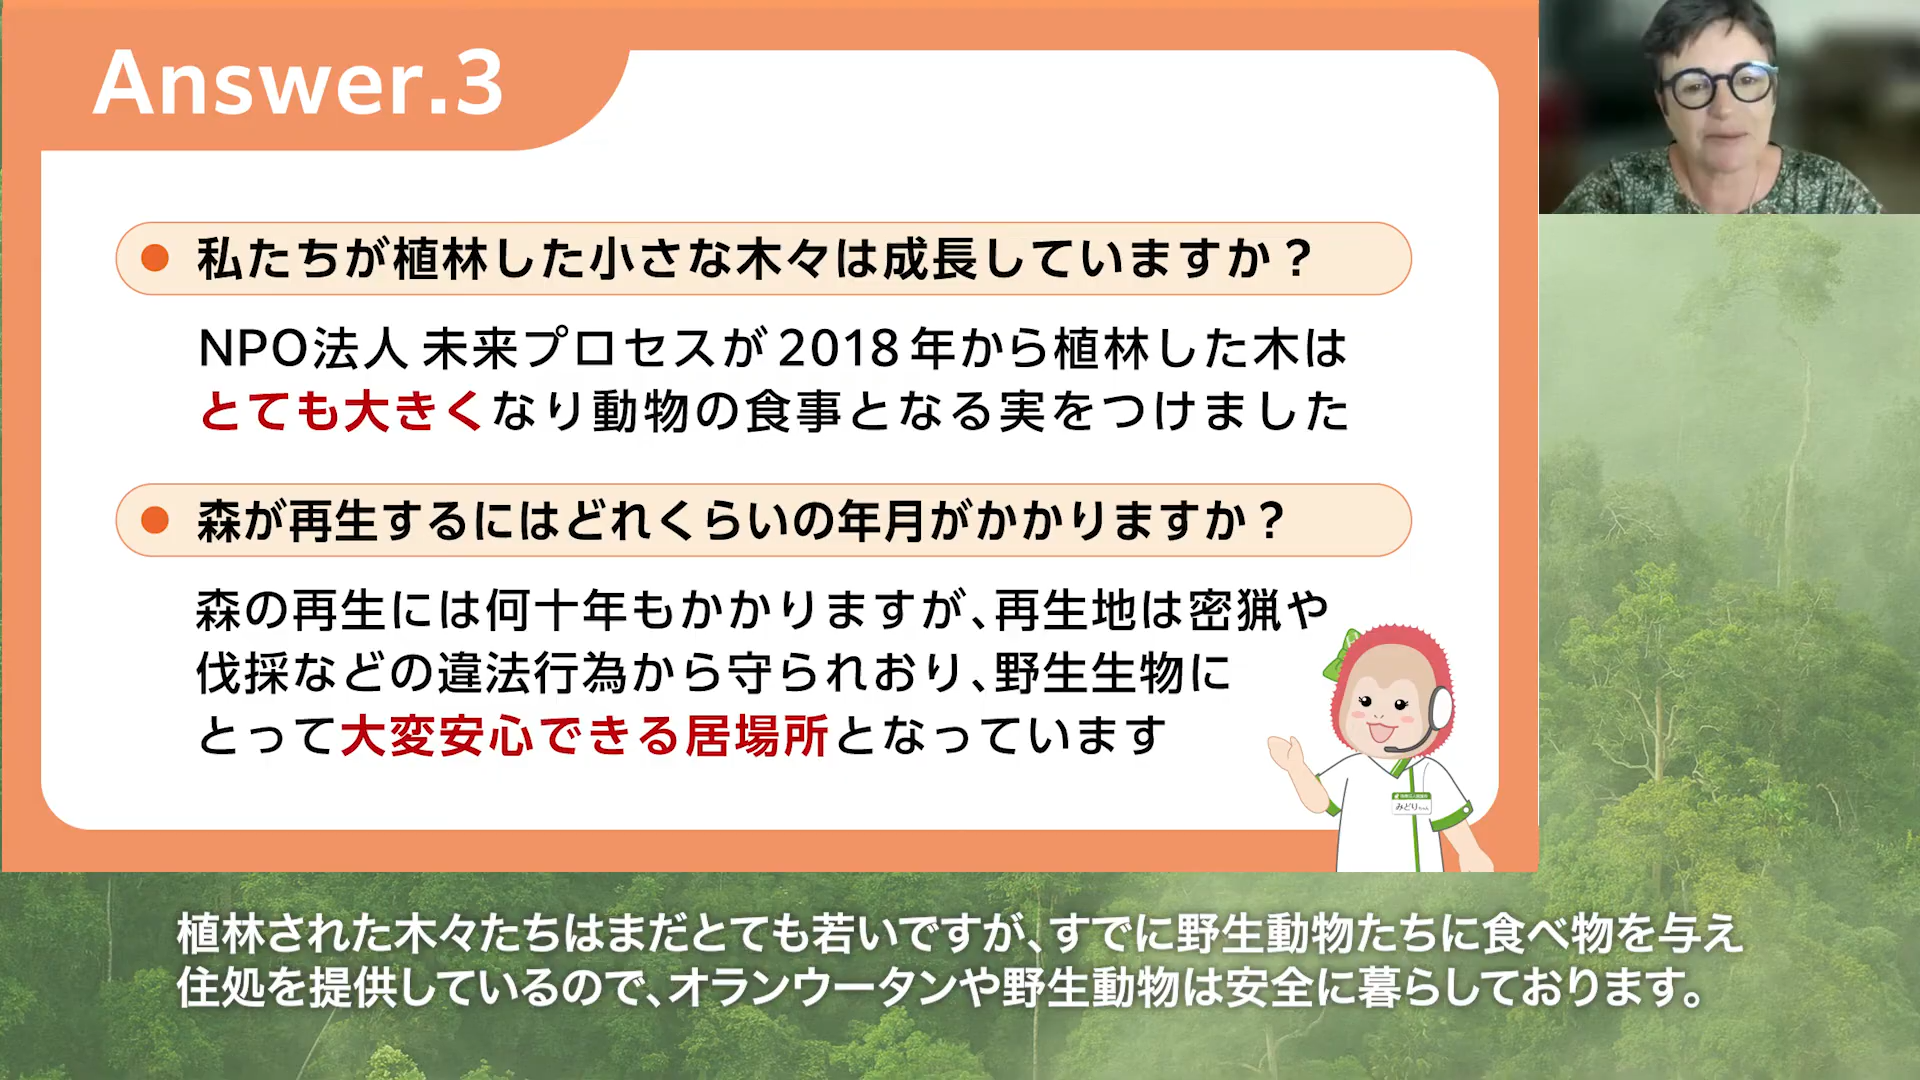 Answer.3
私たちが植林した小さな木々は成長していますか？
NPO法人 未来プロセスが2018年から植林した木は
とても大きくなり動物の食事となる実をつけました
森が再生するにはどれくらいの年月がかかりますか？
森の再生には何十年もかかりますが、再生地は密猟や
伐採などの違法行為から守られおり、野生生物に
とって大変安心できる居場所となっています
みどり
植林された木々たちはまだとても若いですが、すでに野生動物たちに食べ物を与え
住処を提供しているので、オランウータンや野生動物は安全に暮らしております。